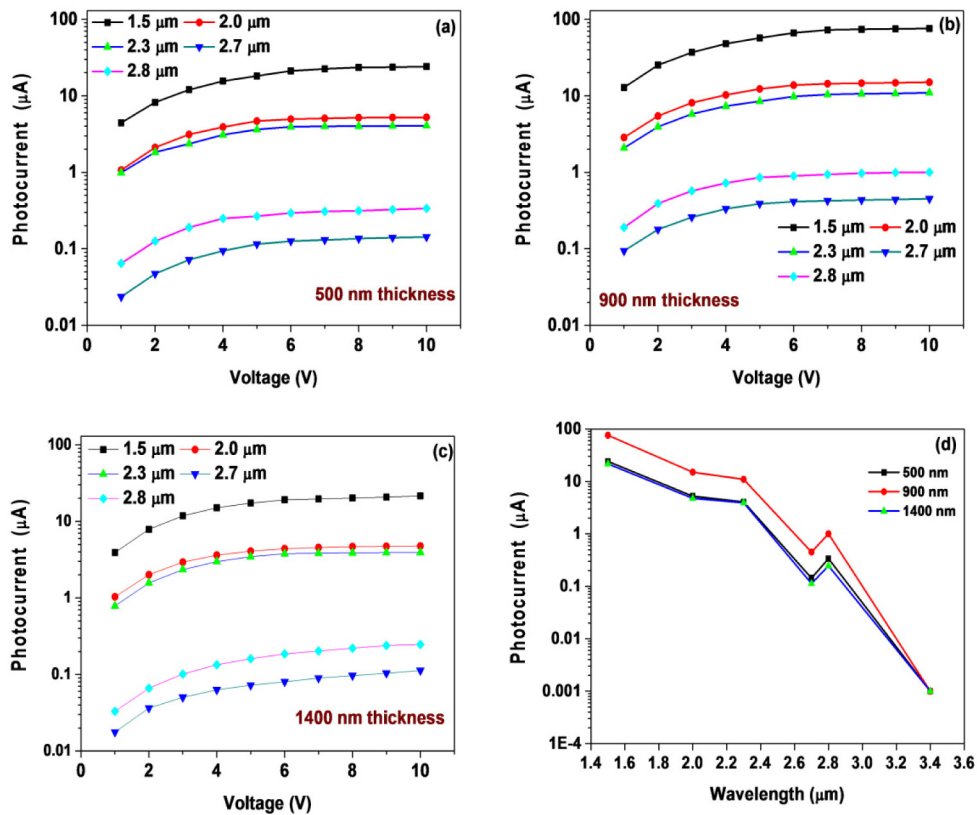 (a)
1.5 μm 2.0 μm
2.3 μm 2.7 μm
2.8 μm
100
10
1
0.1
0.01
Photocurrent (μA)
500 nm thickness
0 2 4 6 8 10
Voltage (V)
(b)
100
10
1
0.1
0.01
Photocurrent (μA)
1.5 μm 2.0 μm
2.3 μm 2.7 μm
2.8 μm
900 nm thickness
0 2 4 6 8 10
Voltage (V)
(c)
1.5 μm 2.0 μm
2.3 μm 2.7 μm
2.8 μm
100
10
1
0.1
0.01
Photocurrent (μA)
1400 nm thickness
0 2 4 6 8 10
Voltage (V)
(d)
500 nm
900 nm
1400 nm
100
10
1
0.1
0.01
0.001
1E-4
Photocurrent (μA)
1.4 1.6 1.8 2.0 2.2 2.4 2.6 2.8 3.0 3.2 3.4 3.6
Wavelength (μm)